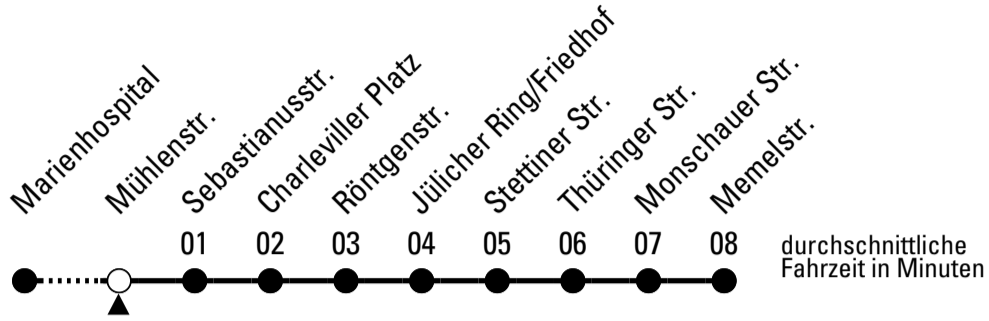 Marienhospital
Mühlenstr.
Sebastianusstr.
Charleviller Platz
Röntgenstr.
Jülicher Ring/Friedhof
Stettiner Str.
Thüringer Str.
Monschauer Str.
Memelstr.
01 02 03 04 05 06 07 08
durchschnittliche
Fahrzeit in Minuten